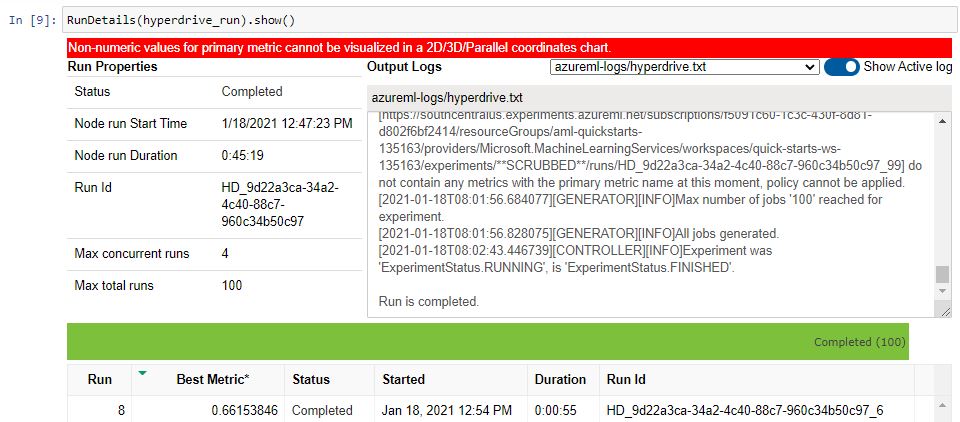 In [9]: RunDetails(hyperdrive_run).show()
Non-numeric values for primary metric cannot be visualized in a 2D/3D/Parallel coordinates chart.
Run Properties
Status Completed
Node run Start Time 1/18/2021 12:47:23 PM
Node run Duration 0:45:19
Run Id HD_9d22a3ca-34a2-
4c40-88c7-
960c34b50c97
Max concurrent runs 4
Max total runs 100
Output Logs azureml-logs/hyperdrive.txt Show Active log
azureml-logs/hyperdrive.txt
[https://southcentralus.experiments.azureml.net/subscriptions/f5091c60-1c3c-430f-8d81-
d802f6bf2414/resourceGroups/aml-quickstarts-
135163/providers/Microsoft.MachineLearningServices/workspaces/quick-starts-ws-
135163/experiments/**SCRUBBED**/runs/HD_9d22a3ca-34a2-4c40-88c7-960c34b50c97_99] do
not contain any metrics with the primary metric name at this moment, policy cannot be applied.
[2021-01-18T08:01:56.684077][GENERATOR][INFO]Max number of jobs '100' reached for
experiment.
[2021-01-18T08:01:56.828075][GENERATOR][INFO]All jobs generated.
[2021-01-18T08:02:43.446739][CONTROLLER][INFO]Experiment was
'ExperimentStatus.RUNNING', is 'ExperimentStatus.FINISHED'.
Run is completed.
Completed (100)
Run Best Metric* Status Started Duration Run Id
8 0.66153846 Completed Jan 18, 2021 12:54 PM 0:00:55 HD_9d22a3ca-34a2-4c40-88c7-960c34b50c97_6